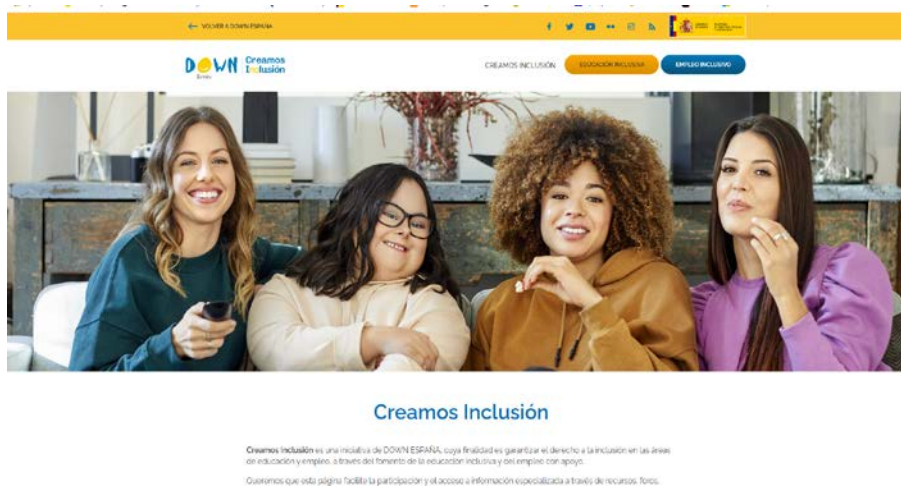 VOLVER A DOWN ESPAÑA
DOWN
España
Creamos
Inclusión
CREAMOS INCLUSIÓN
EDUCACIÓN INCLUSIVA
EMPLEO INCLUSIVO
Creamos Inclusión
Creamos Inclusión es una iniciativa de DOWN ESPAÑA, cuya finalidad es garantizar el derecho a la inclusión en las áreas
de educación y empleo, a través del fomento de la educación inclusiva y del empleo con apoyo.
Queremos que esta página facilite la participación y el acceso a información especializada a través de recursos, foros,